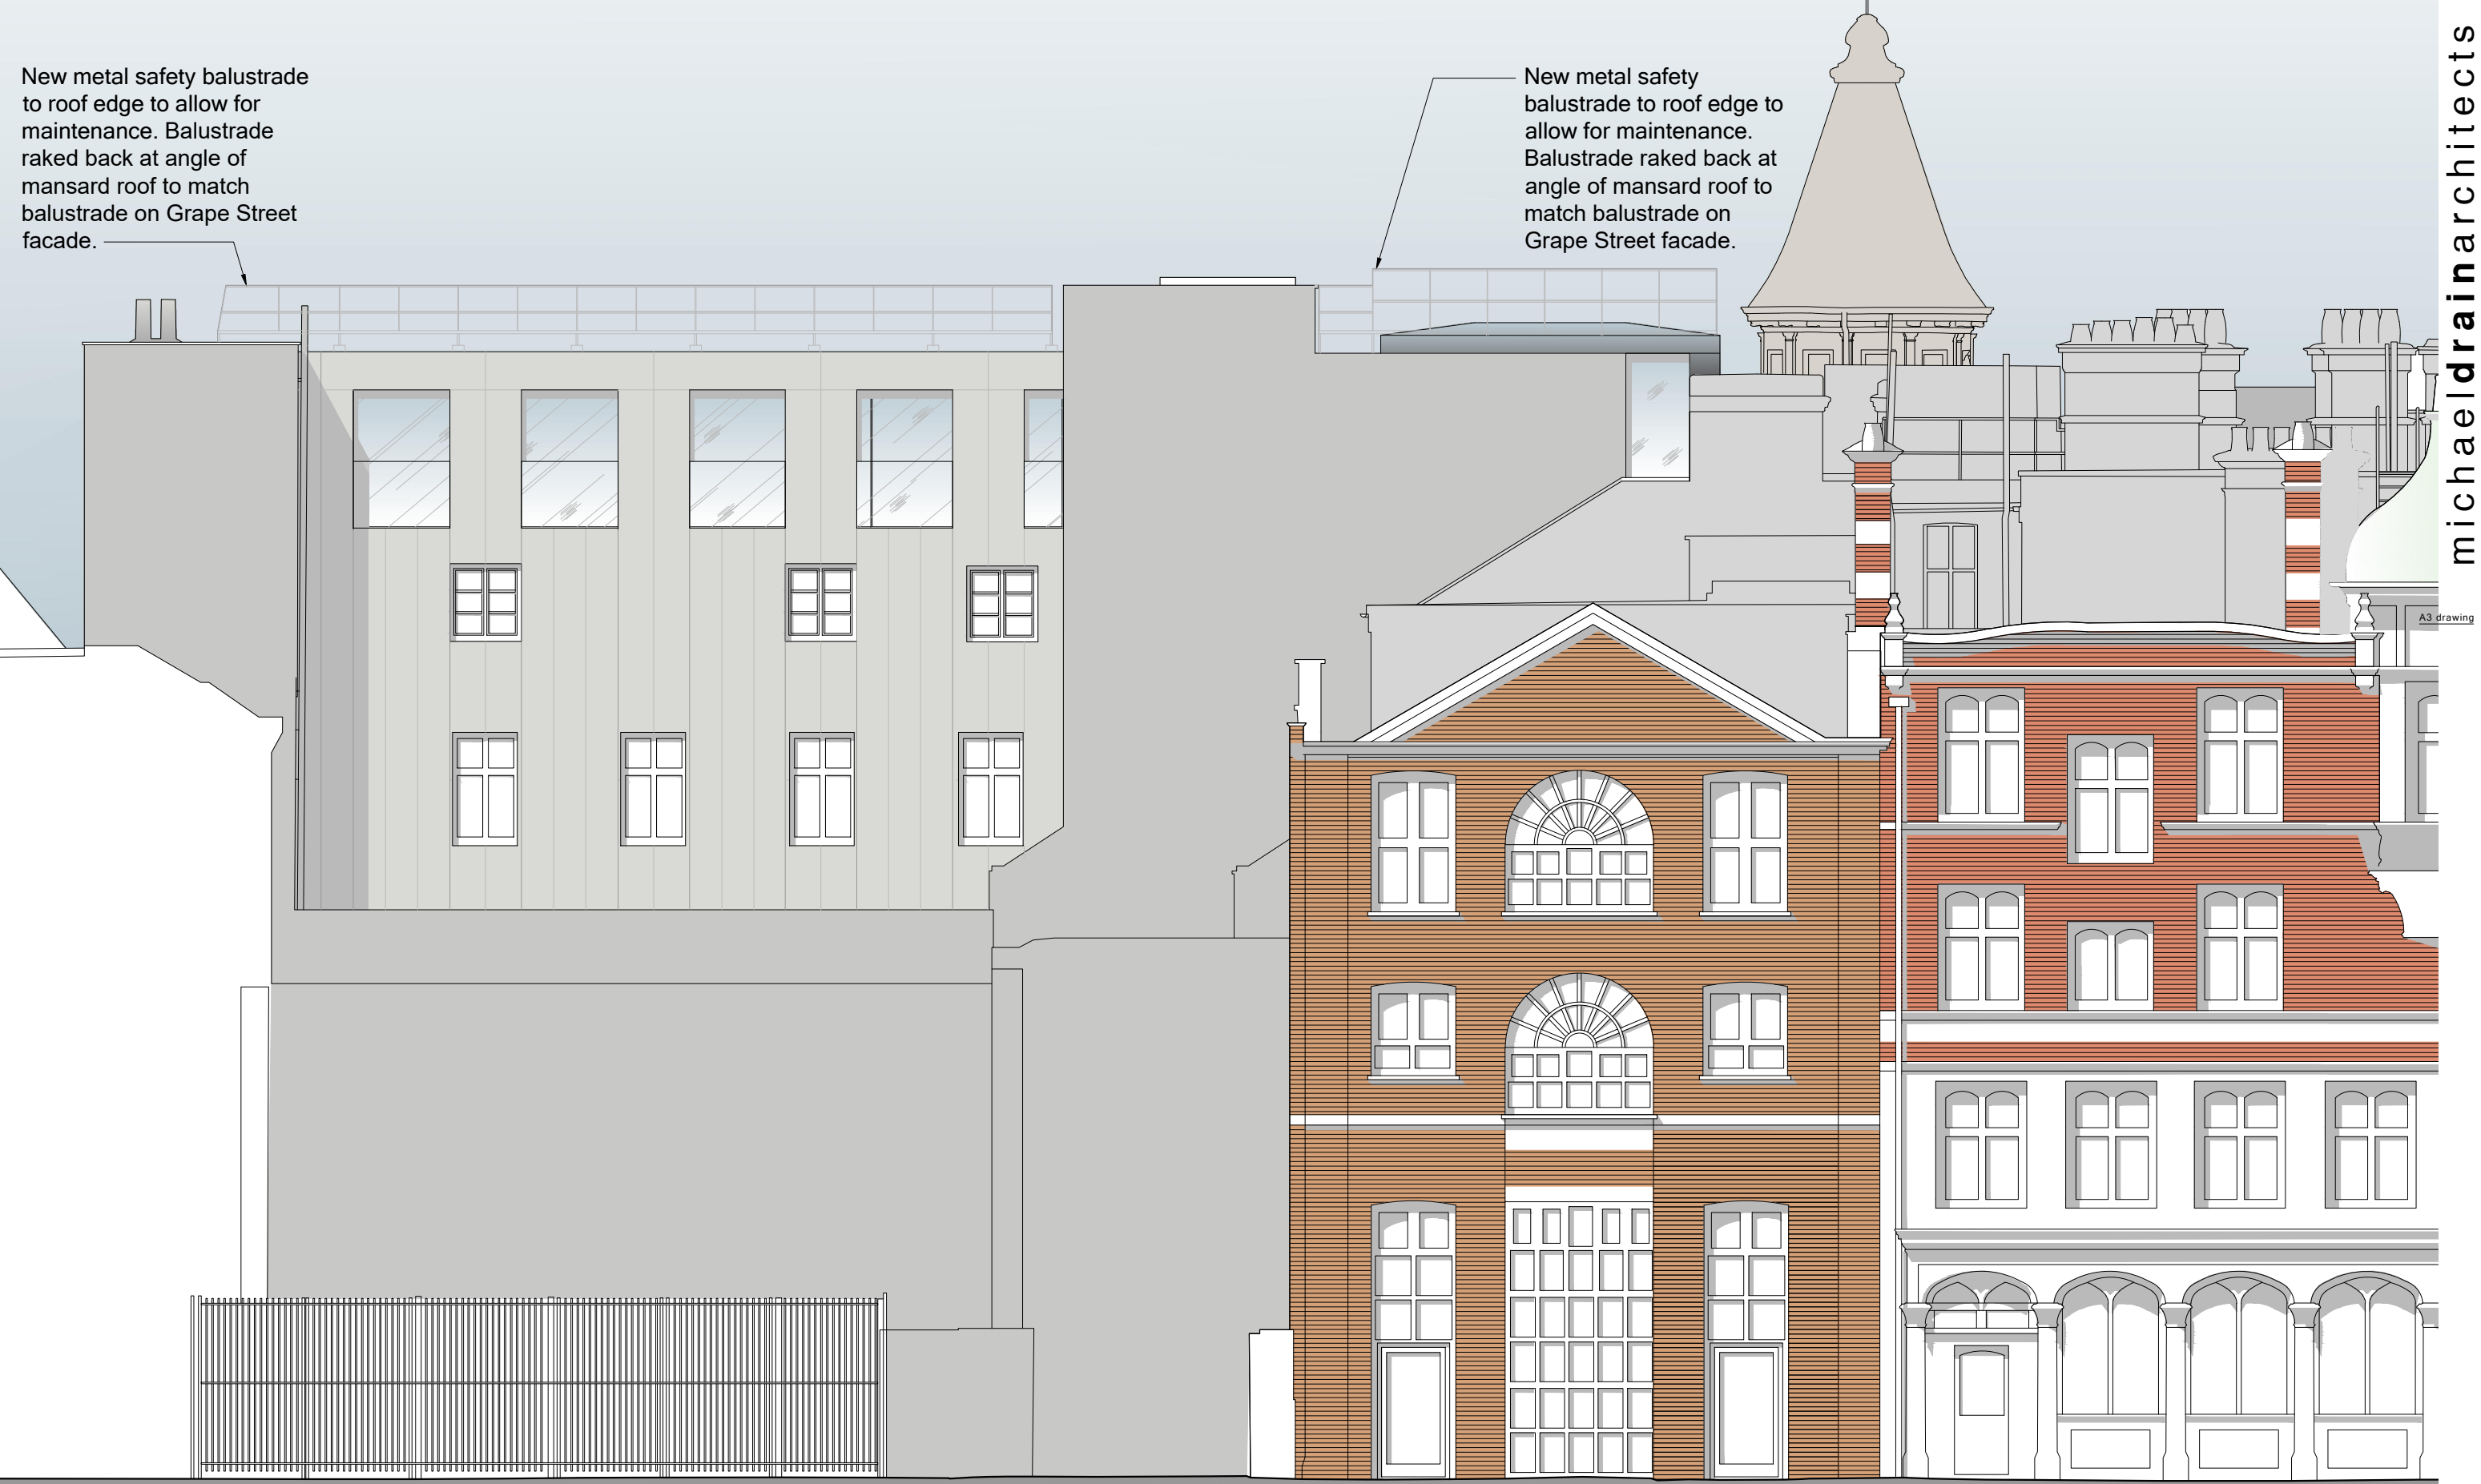 New metal safety balustrade
to roof edge to allow for
maintenance. Balustrade
raked back at angle of
mansard roof to match
balustrade on Grape Street
facade.
New metal safety
balustrade to roof edge to
allow for maintenance.
Balustrade raked back at
angle of mansard roof to
match balustrade on
Grape Street facade.
michaeldrainarchitects
A3 drawing